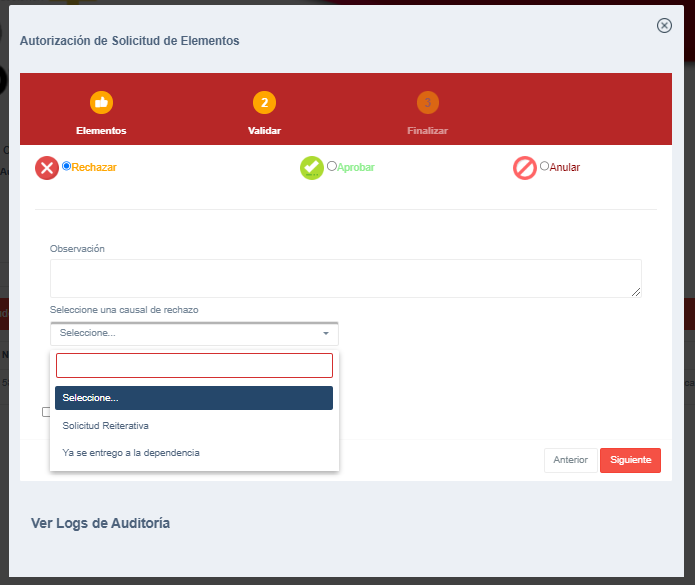 Autorización de Solicitud de Elementos
2
3
Elementos
Validar
Finalizar
Rechazar
Aprobar
Anular
Observación
Seleccione una causal de rechazo
Seleccione...
Seleccione...
Solicitud Reiterativa
Ya se entrego a la dependencia
Anterior
Siguiente
Ver Logs de Auditoría